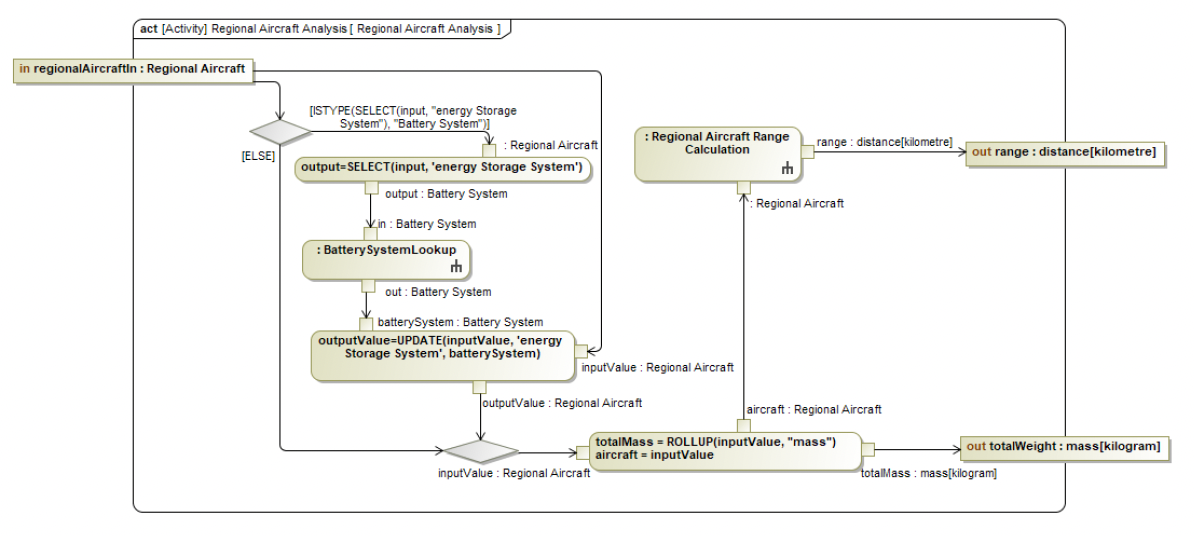 act [Activity] Regional Aircraft Analysis [ Regional Aircraft Analysis ]
in regionalAircraftIn : Regional Aircraft
[ISTYPE(SELECT(input, "energy Storage
System"), "Battery System")]
[ELSE]
: Regional Aircraft
output=SELECT(input, 'energy Storage System')
output : Battery System
in : Battery System
: BatterySystemLookup
out : Battery System
batterySystem : Battery System
outputValue=UPDATE(inputValue, 'energy
Storage System', batterySystem)
inputValue : Regional Aircraft
outputValue : Regional Aircraft
inputValue : Regional Aircraft
totalMass = ROLLUP(inputValue, "mass")
aircraft = inputValue
aircraft : Regional Aircraft
totalMass : mass[kilogram]
out totalWeight : mass[kilogram]
: Regional Aircraft
: Regional Aircraft Range
Calculation
range : distance[kilometre]
out range : distance[kilometre]